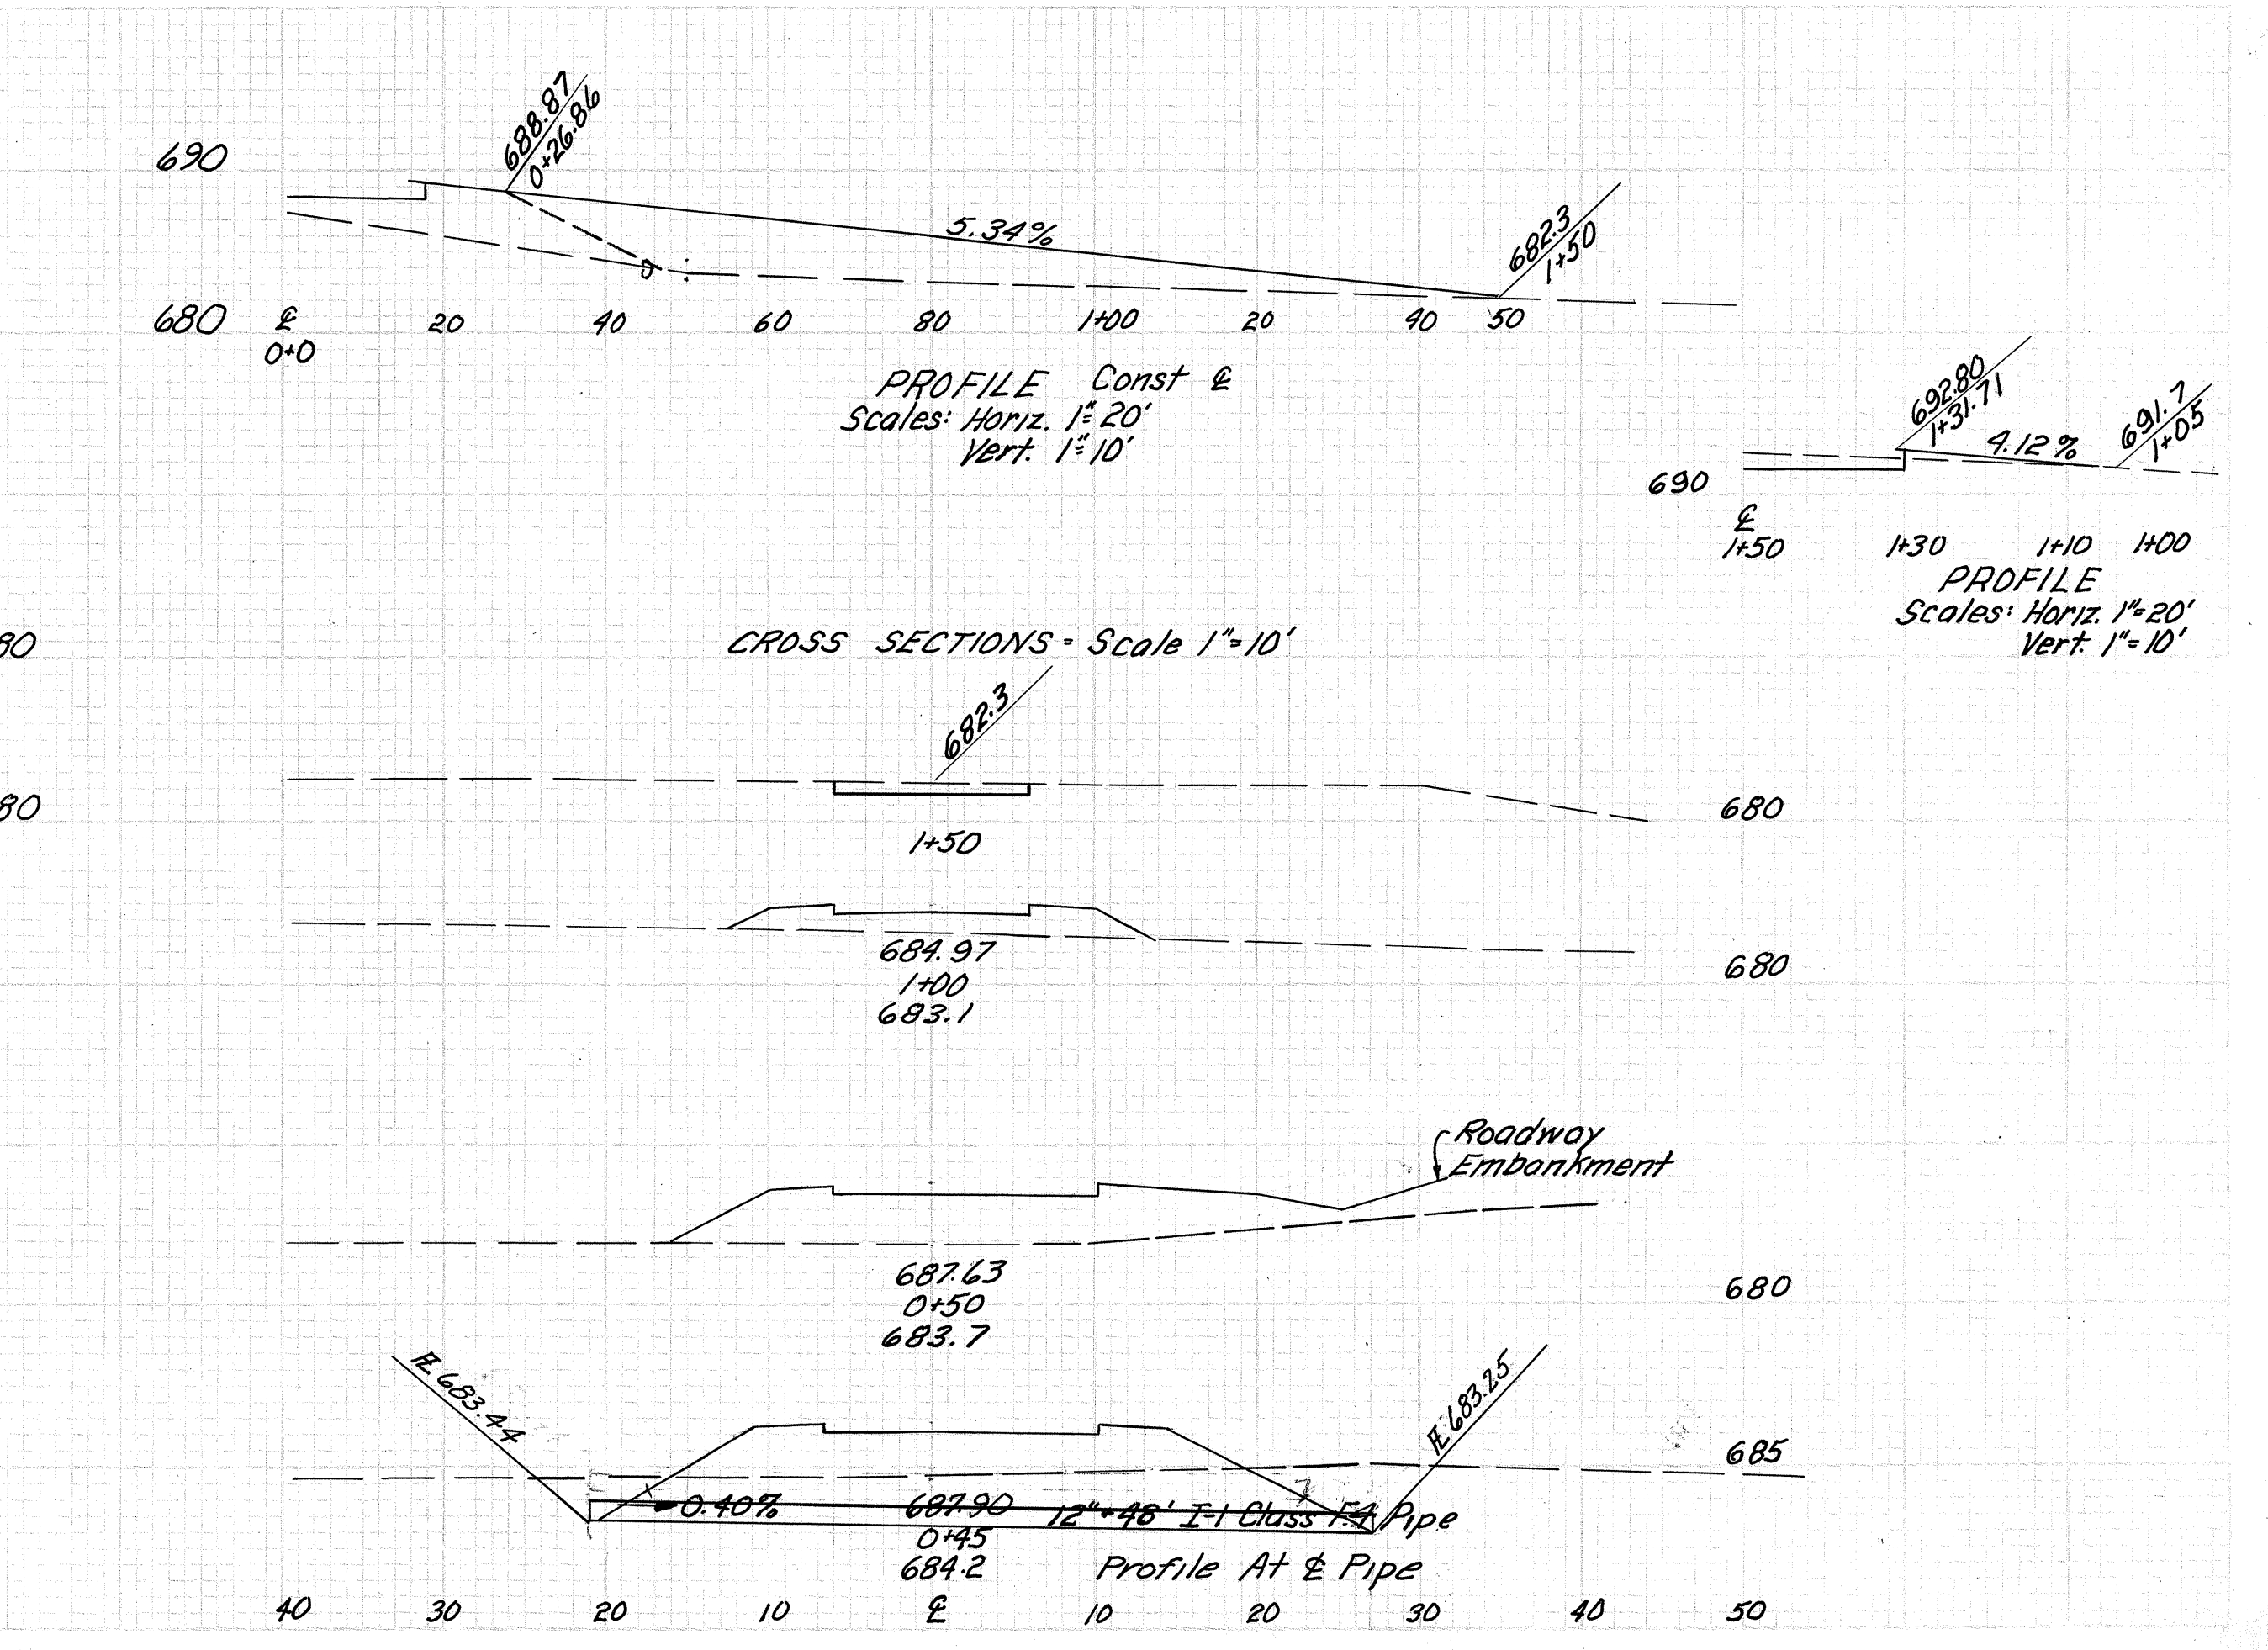 690
688.87
0+26.86
5.34%
682.3
1+50
680 ℄ 20 40 60 80 1+00 20 40 50
0+0
PROFILE Const ℄
Scales: Horiz. 1"=20'
Vert. 1"=10'
692.80
1+31.71
4.12%
691.7
1+05
690
℄
1+50 1+30 1+10 1+00
PROFILE
Scales: Horiz. 1"=20'
Vert. 1"=10'
80
CROSS SECTIONS - Scale 1"=10'
682.3
80
680
1+50
684.97
680
1+00
683.1
Roadway
Embankment
687.63
680
0+50
683.7
FL 683.44
FL 683.25
685
0.40% 687.90 12" 48' I-1 Class F-4 Pipe
0+45
684.2 Profile At ℄ Pipe
40 30 20 10 ℄ 10 20 30 40 50